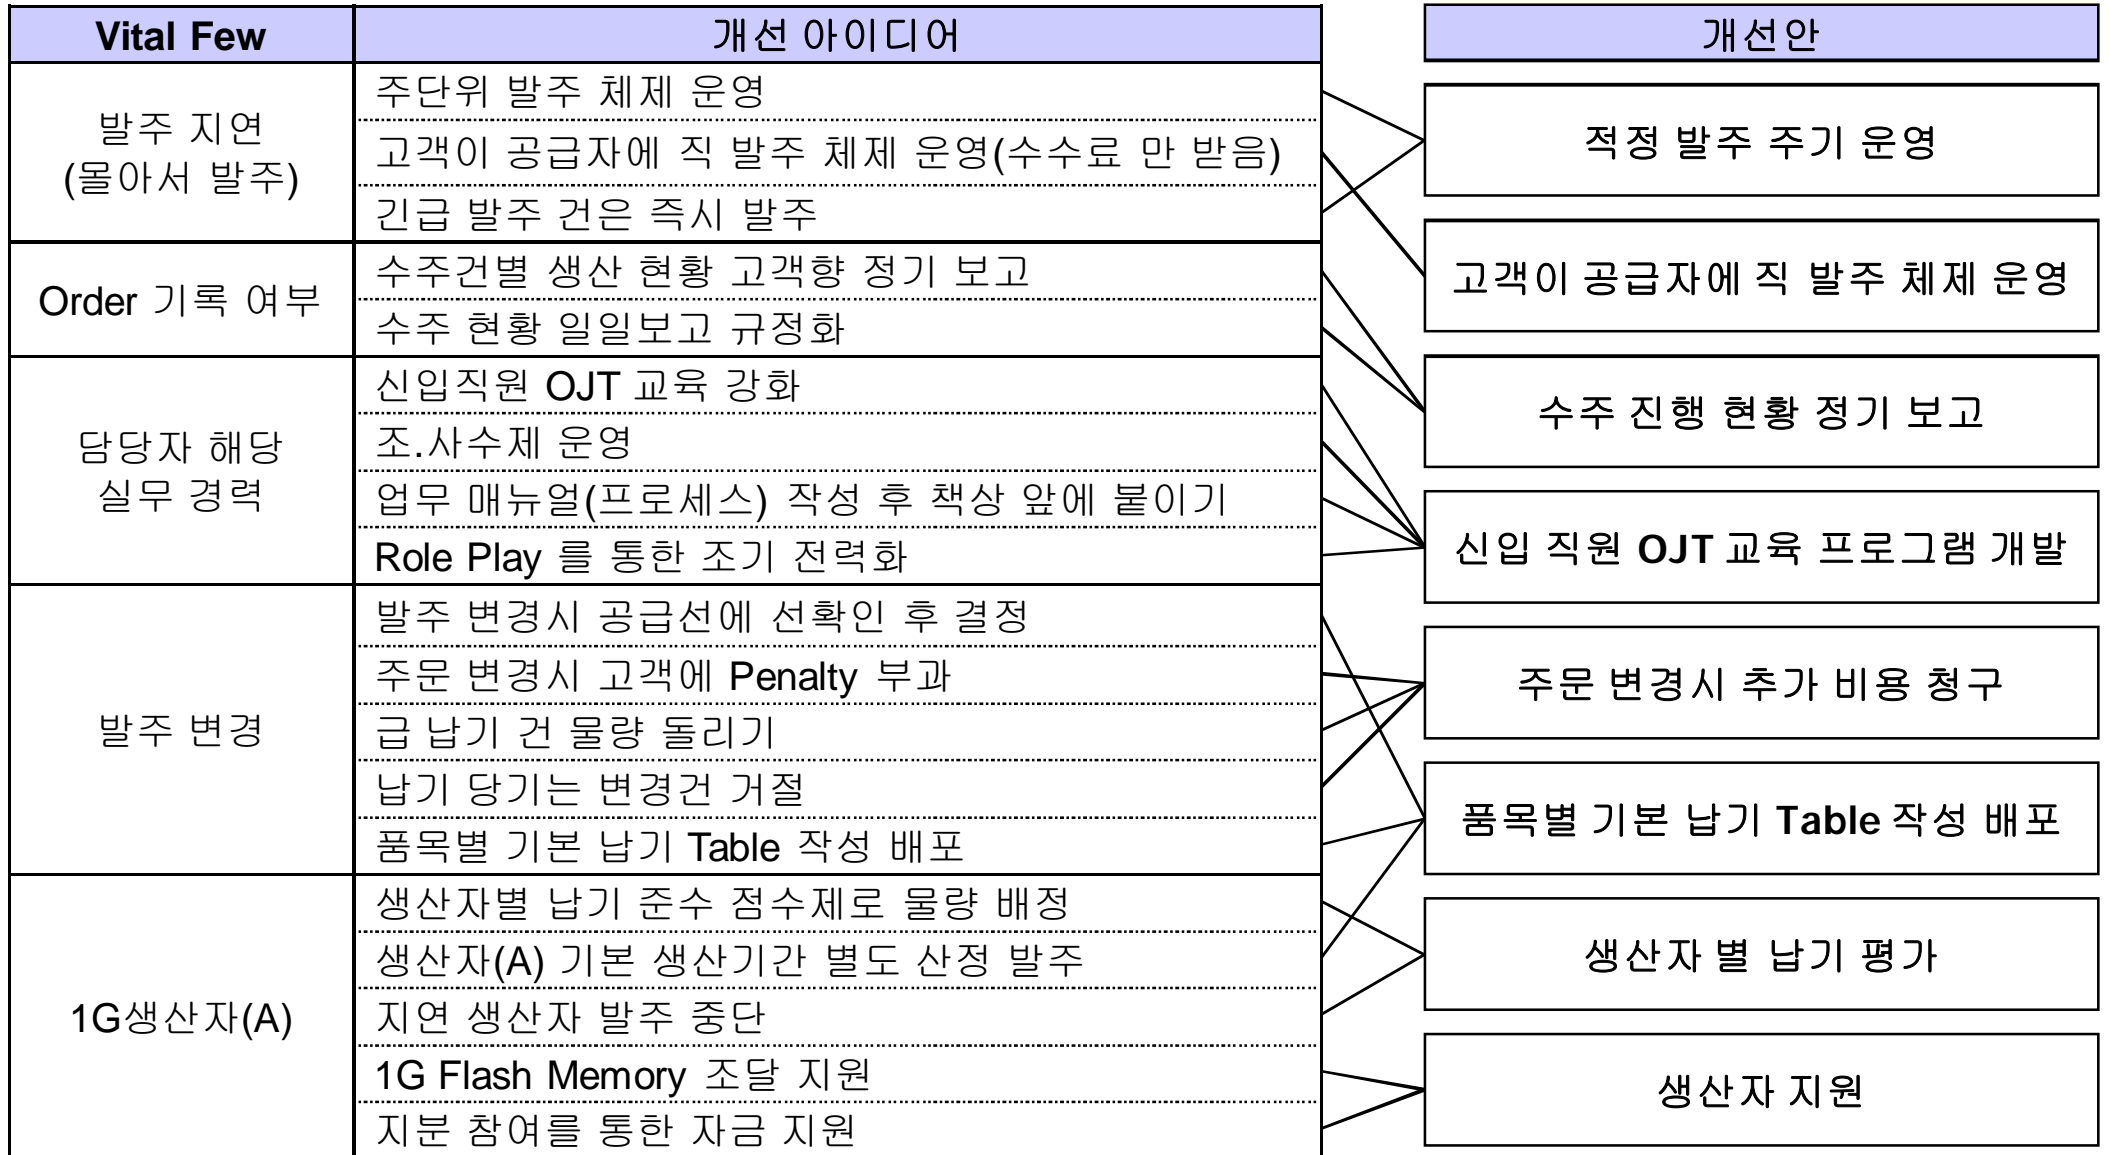 Vital Few
개선 아이디어
개선안
발주 지연
(몰아서 발주)
주단위 발주 체제 운영
고객이 공급자에 직 발주 체제 운영(수수료 만 받음)
긴급 발주 건은 즉시 발주
Order 기록 여부
수주건별 생산 현황 고객향 정기 보고
수주 현황 일일보고 규정화
담당자 해당
실무 경력
신입직원 OJT 교육 강화
조.사수제 운영
업무 매뉴얼(프로세스) 작성 후 책상 앞에 붙이기
Role Play 를 통한 조기 전력화
발주 변경
발주 변경시 공급선에 선확인 후 결정
주문 변경시 고객에 Penalty 부과
급 납기 건 물량 돌리기
납기 당기는 변경건 거절
품목별 기본 납기 Table 작성 배포
1G생산자(A)
생산자별 납기 준수 점수제로 물량 배정
생산자(A) 기본 생산기간 별도 산정 발주
지연 생산자 발주 중단
1G Flash Memory 조달 지원
지분 참여를 통한 자금 지원
적정 발주 주기 운영
고객이 공급자에 직 발주 체제 운영
수주 진행 현황 정기 보고
신입 직원 OJT 교육 프로그램 개발
주문 변경시 추가 비용 청구
품목별 기본 납기 Table 작성 배포
생산자 별 납기 평가
생산자 지원